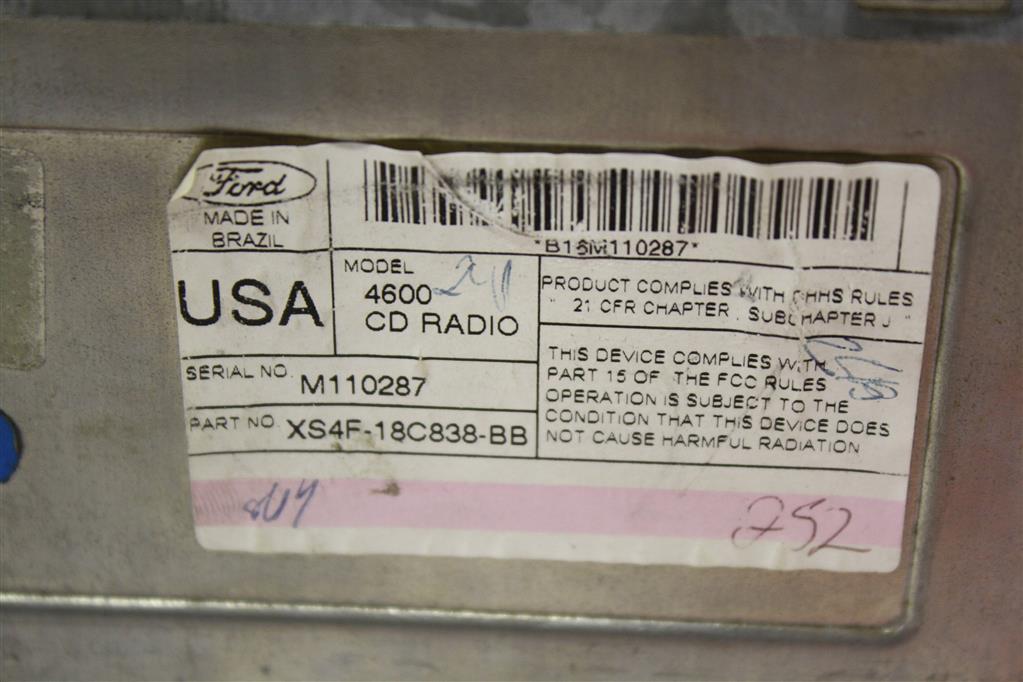 Ford
MADE IN
BRAZIL
*B16M110287*
USA
MODEL
4600
CD RADIO
PRODUCT COMPLIES WITH DHHS RULES
21 CFR CHAPTER , SUBCHAPTER J "
SERIAL NO. M110287
THIS DEVICE COMPLIES WITH
PART 15 OF THE FCC RULES
OPERATION IS SUBJECT TO THE
CONDITION THAT THIS DEVICE DOES
NOT CAUSE HARMFUL RADIATION
PART NO. XS4F-18C838-BB
252